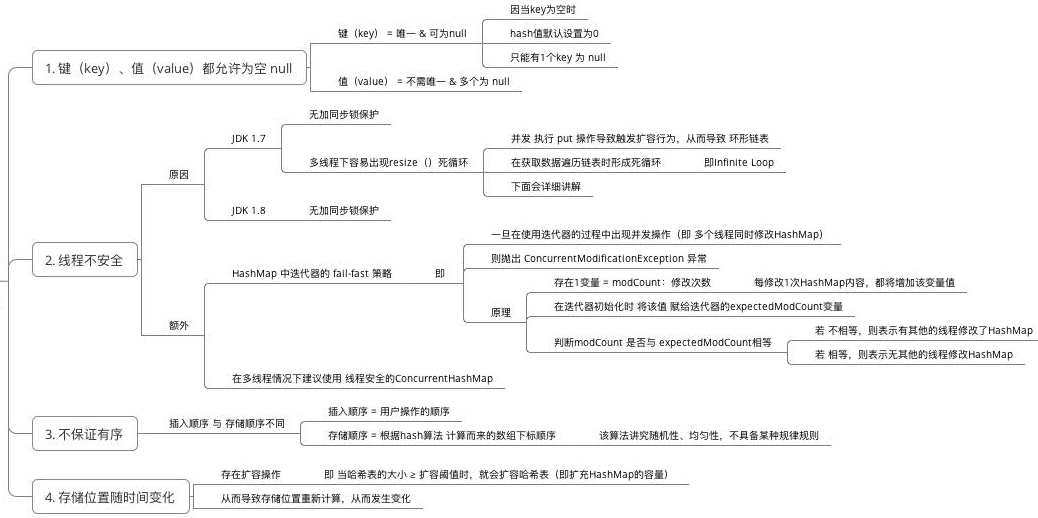 1. 键（key）、值（value）都允许为空 null
键（key） = 唯一 & 可为null
因当key为空时
hash值默认设置为0
只能有1个key 为 null
值（value） = 不需唯一 & 多个为 null
2. 线程不安全
原因
JDK 1.7
无加同步锁保护
多线程下容易出现resize（）死循环
并发 执行 put 操作导致触发扩容行为，从而导致 环形链表
在获取数据遍历链表时形成死循环
即Infinite Loop
下面会详细讲解
JDK 1.8
无加同步锁保护
额外
HashMap 中迭代器的 fail-fast 策略
即
一旦在使用迭代器的过程中出现并发操作（即 多个线程同时修改HashMap）
则抛出 ConcurrentModificationException 异常
原理
存在1变量 = modCount：修改次数
每修改1次HashMap内容，都将增加该变量值
在迭代器初始化时 将该值 赋给迭代器的expectedModCount变量
判断modCount 是否与 expectedModCount相等
若 不相等，则表示有其他的线程修改了HashMap
若 相等，则表示无其他的线程修改HashMap
在多线程情况下建议使用 线程安全的ConcurrentHashMap
3. 不保证有序
插入顺序 与 存储顺序不同
插入顺序 = 用户操作的顺序
存储顺序 = 根据hash算法 计算而来的数组下标顺序
该算法讲究随机性、均匀性，不具备某种规律规则
4. 存储位置随时间变化
存在扩容操作
即 当哈希表的大小 ≥ 扩容阈值时，就会扩容哈希表（即扩充HashMap的容量）
从而导致存储位置重新计算，从而发生变化